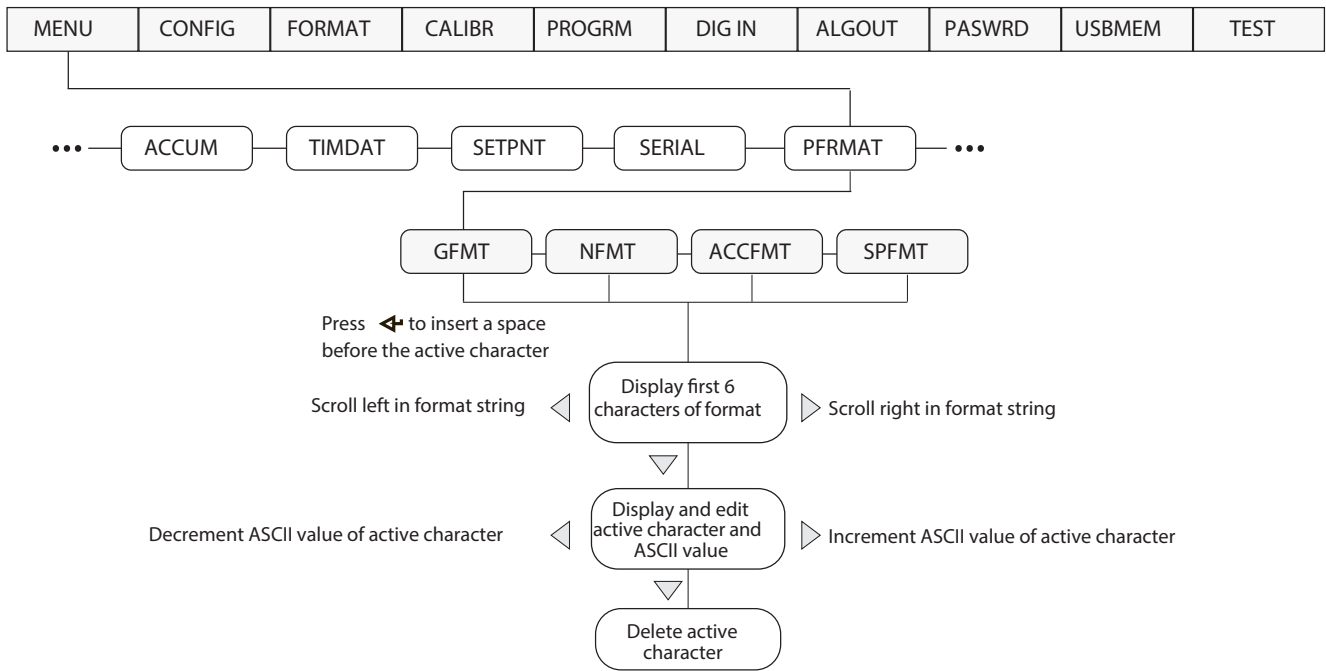 MENU CONFIG FORMAT CALIBR PROGRM DIG IN ALGOUT PASWRD USBMEM TEST
••• ACCUM TIMDAT SETPNT SERIAL PFRMAT •••
GFMT NFMT ACCFMT SPFMT
Press to insert a space
before the active character
Display first 6
characters of format
Scroll left in format string
Scroll right in format string
Display and edit
active character and
ASCII value
Decrement ASCII value of active character
Increment ASCII value of active character
Delete active
character